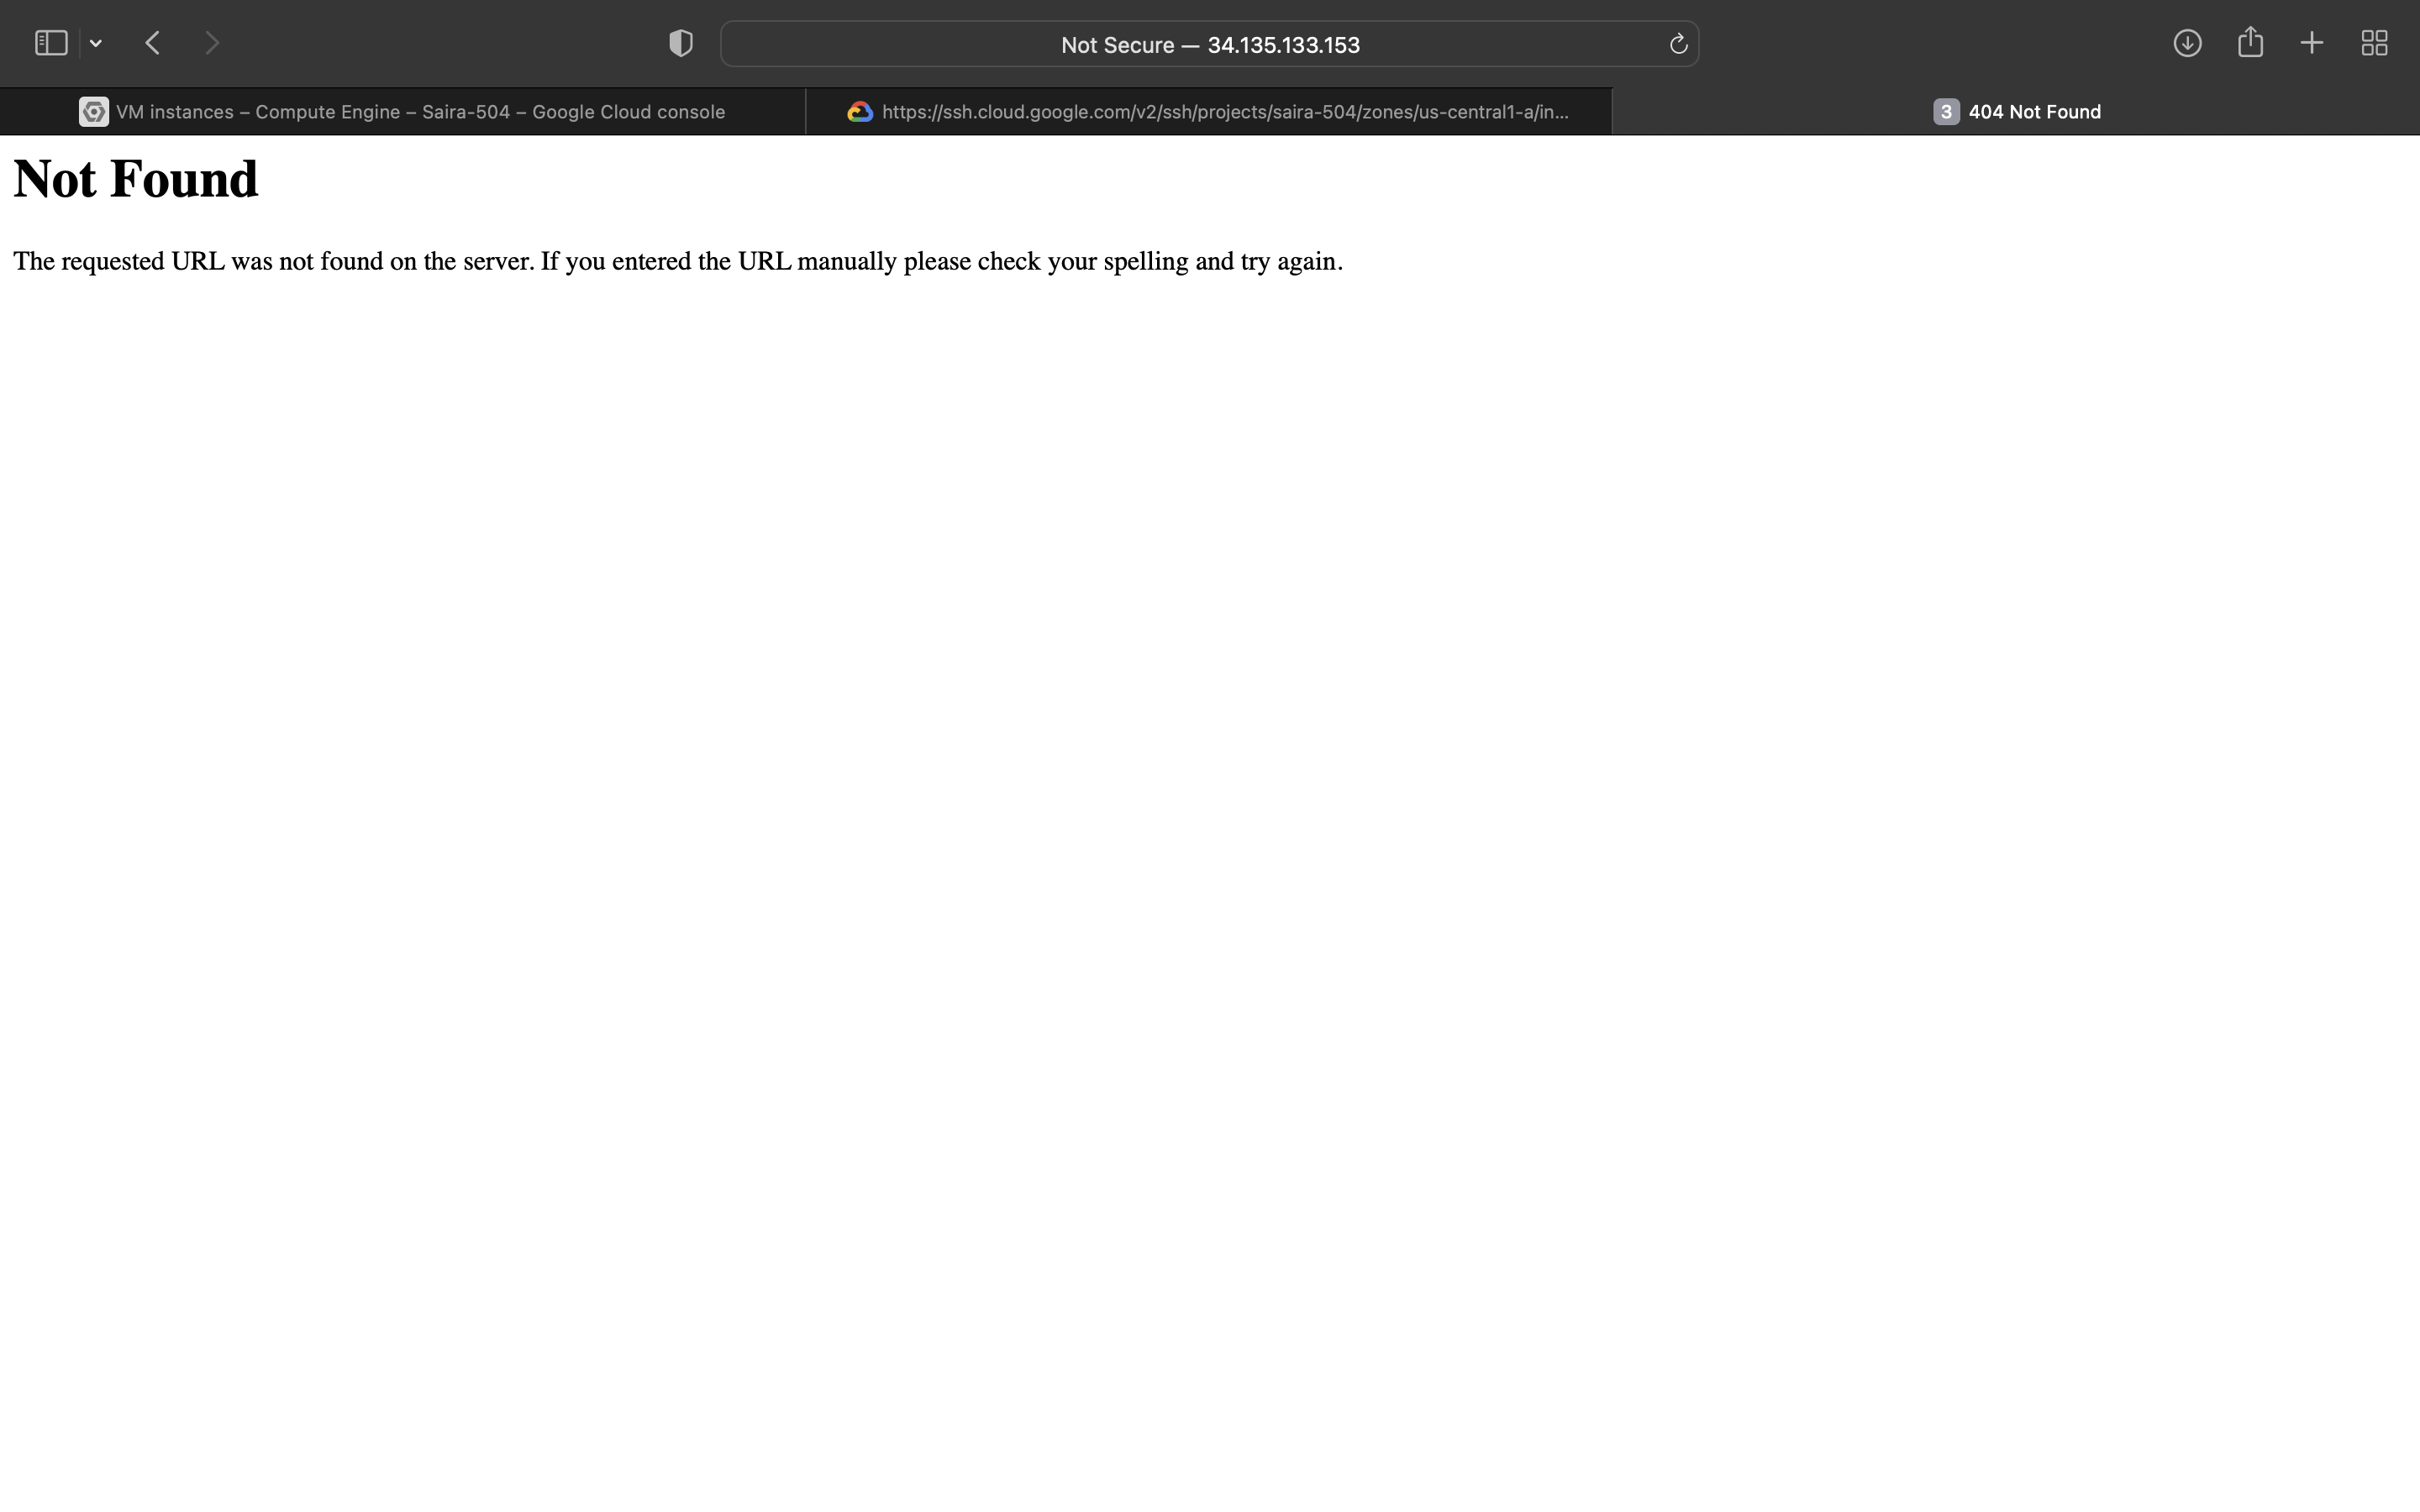 Not Secure — 34.135.133.153
VM instances – Compute Engine – Saira-504 – Google Cloud console
https://ssh.cloud.google.com/v2/ssh/projects/saira-504/zones/us-central1-a/in...
3 404 Not Found
Not Found
The requested URL was not found on the server. If you entered the URL manually please check your spelling and try again.